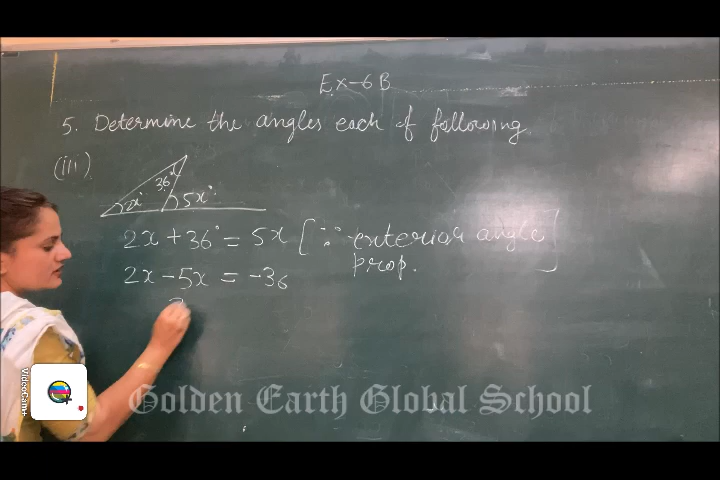 Ex-6B
5. Determine the angles each of following
(iii)
36°
2x° 5x°
2x + 36° = 5x [∵ exterior angle
prop. ]
2x - 5x = -36
VideoCam+
Golden Earth Global School